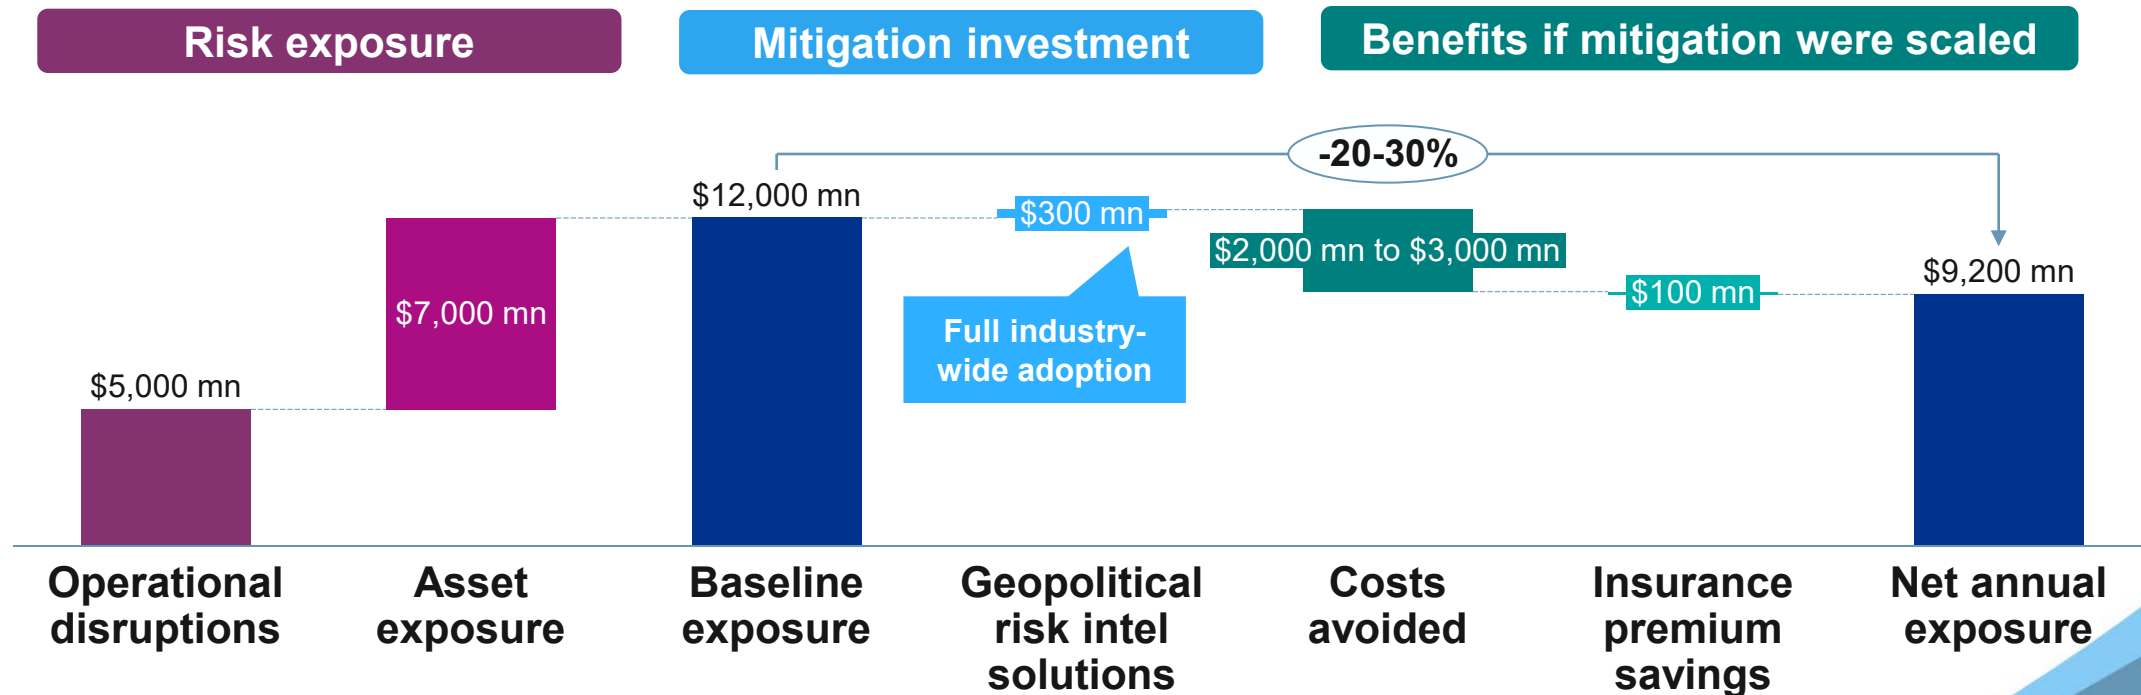 Risk exposure
Mitigation investment
Benefits if mitigation were scaled
-20-30%
$5,000 mn
$7,000 mn
$12,000 mn
$300 mn
Full industry-
wide adoption
$2,000 mn to $3,000 mn
$100 mn
$9,200 mn
Operational
disruptions
Asset
exposure
Baseline
exposure
Geopolitical
risk intel
solutions
Costs
avoided
Insurance
premium
savings
Net annual
exposure